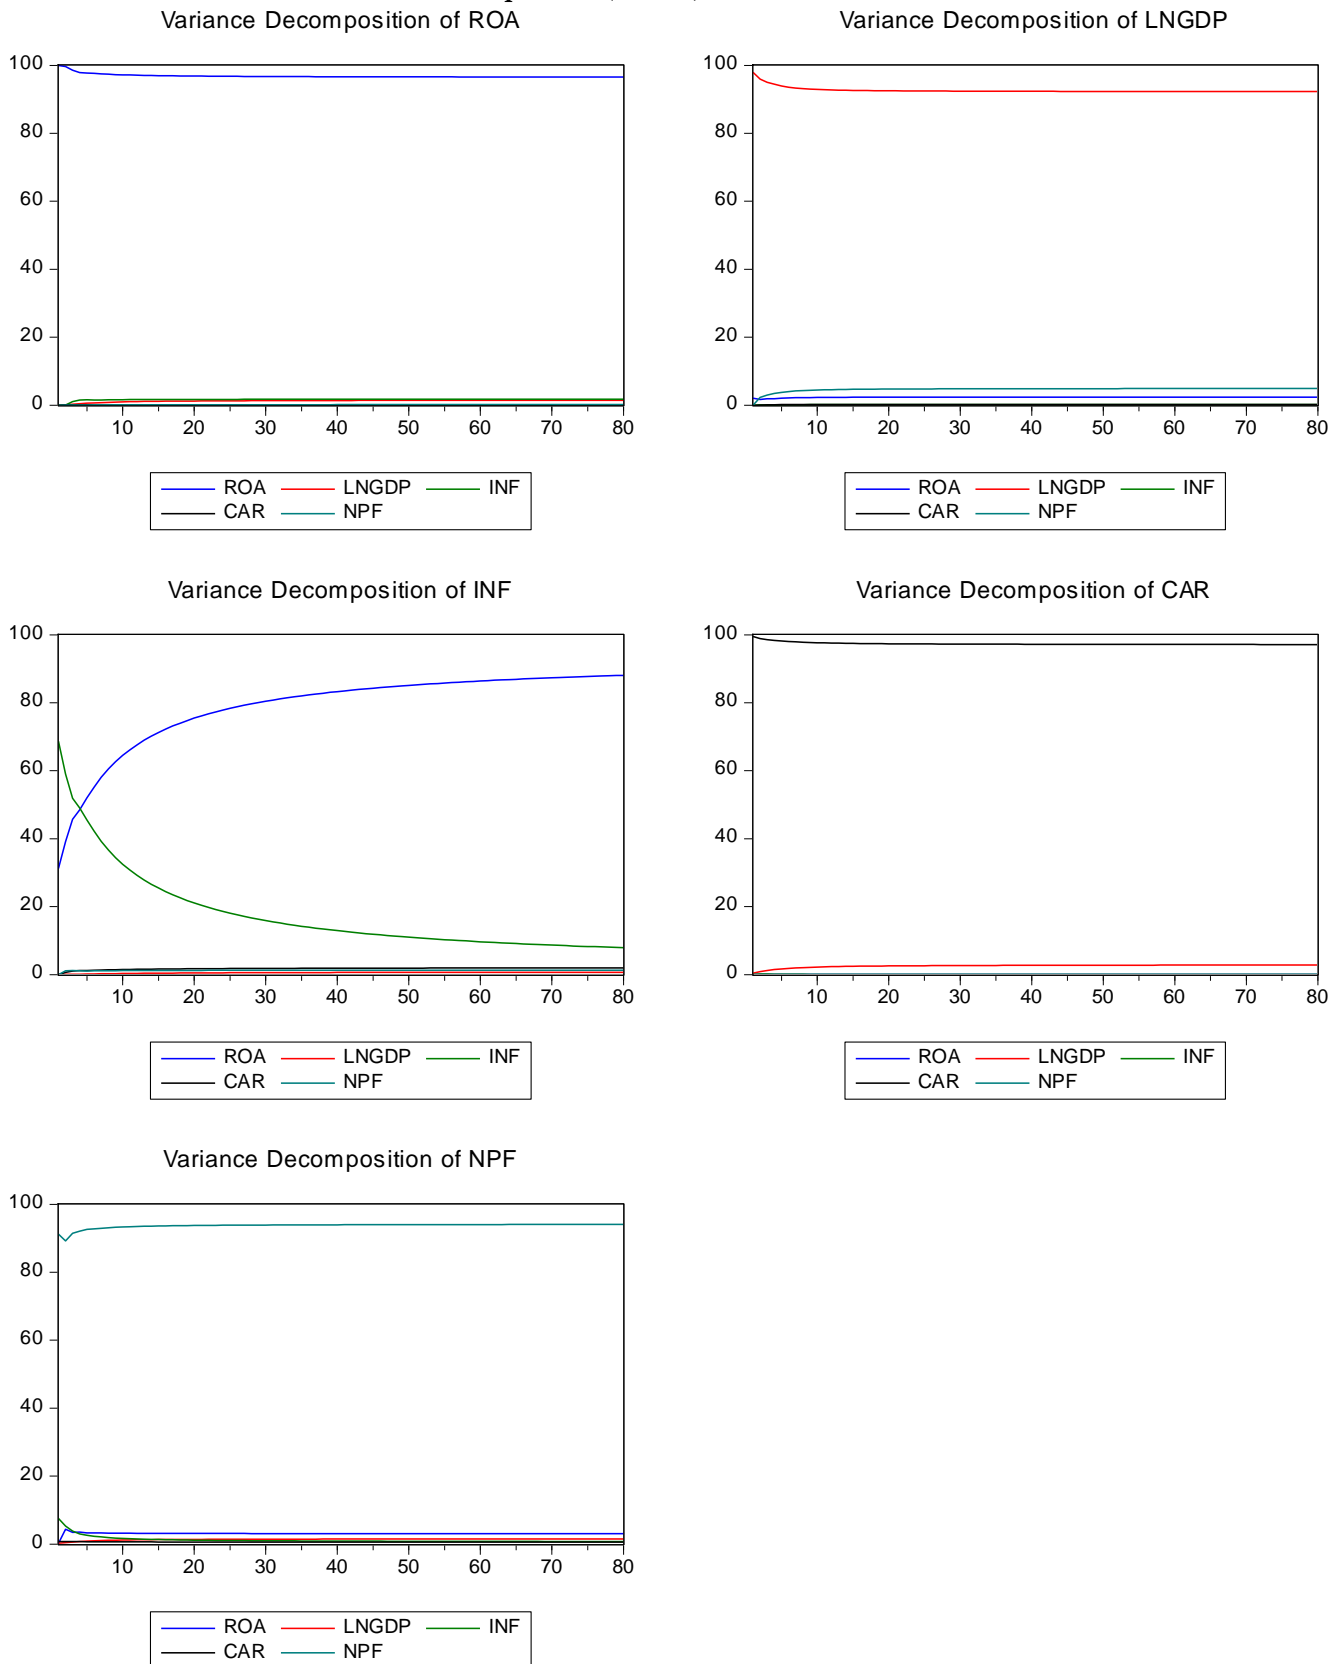 Variance Decomposition of ROA
100
80
60
40
20
0
10 20 30 40 50 60 70 80
ROA LNGDP INF
CAR NPF
Variance Decomposition of LNGDP
100
80
60
40
20
0
10 20 30 40 50 60 70 80
ROA LNGDP INF
CAR NPF
Variance Decomposition of INF
100
80
60
40
20
0
10 20 30 40 50 60 70 80
ROA LNGDP INF
CAR NPF
Variance Decomposition of CAR
100
80
60
40
20
0
10 20 30 40 50 60 70 80
ROA LNGDP INF
CAR NPF
Variance Decomposition of NPF
100
80
60
40
20
0
10 20 30 40 50 60 70 80
ROA LNGDP INF
CAR NPF